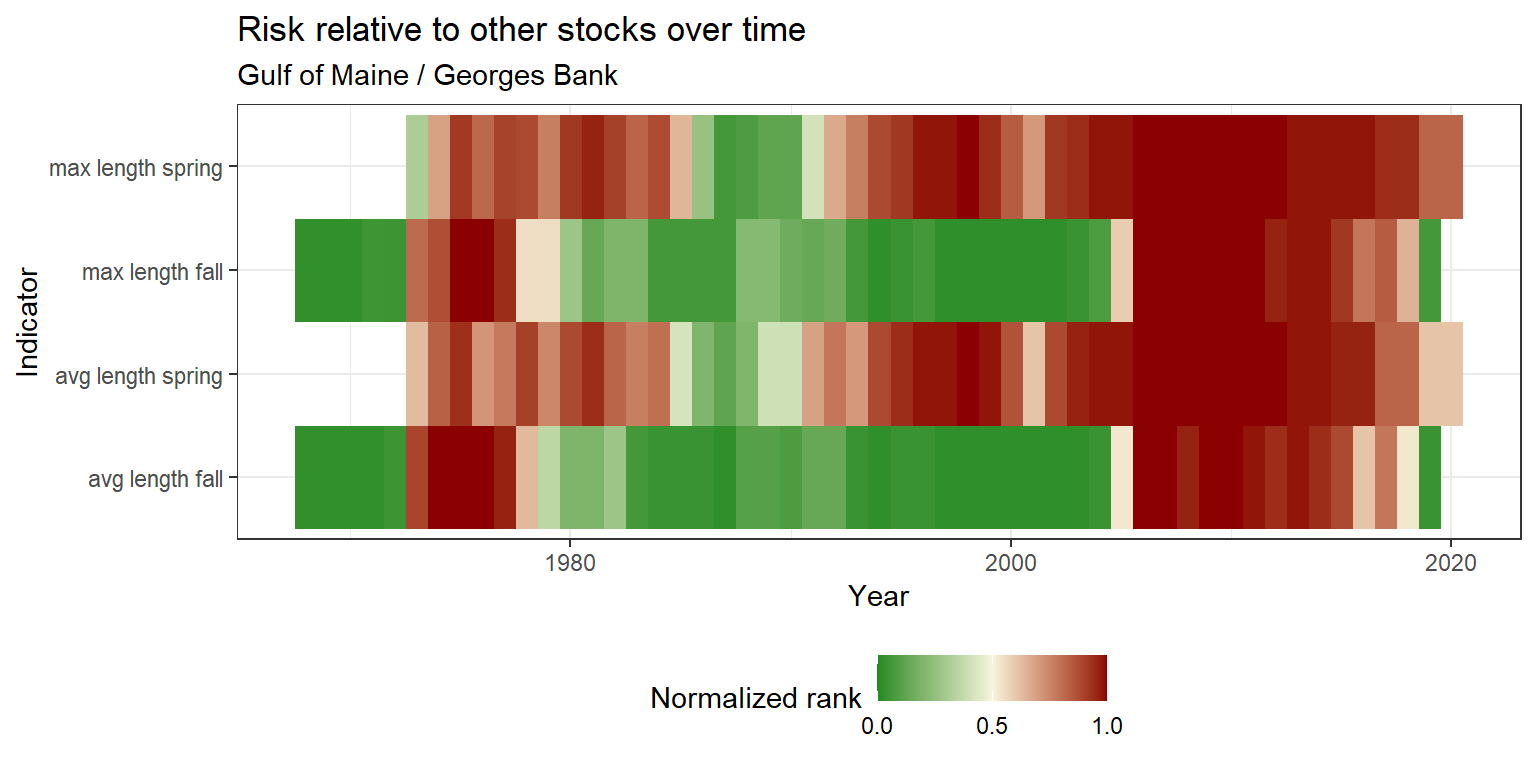 Risk relative to other stocks over time
Gulf of Maine / Georges Bank
Indicator
max length spring
max length fall
avg length spring
avg length fall
1980 2000 2020
Year
Normalized rank
0.0 0.5 1.0